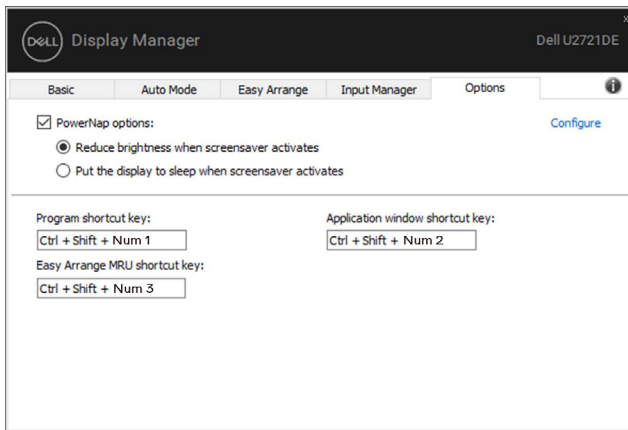 DELL Display Manager Dell U2721DE
Basic Auto Mode Easy Arrange Input Manager Options
PowerNap options: Configure
Reduce brightness when screensaver activates
Put the display to sleep when screensaver activates
Program shortcut key: Application window shortcut key:
Ctrl + Shift + Num 1 Ctrl + Shift + Num 2
Easy Arrange MRU shortcut key:
Ctrl + Shift + Num 3